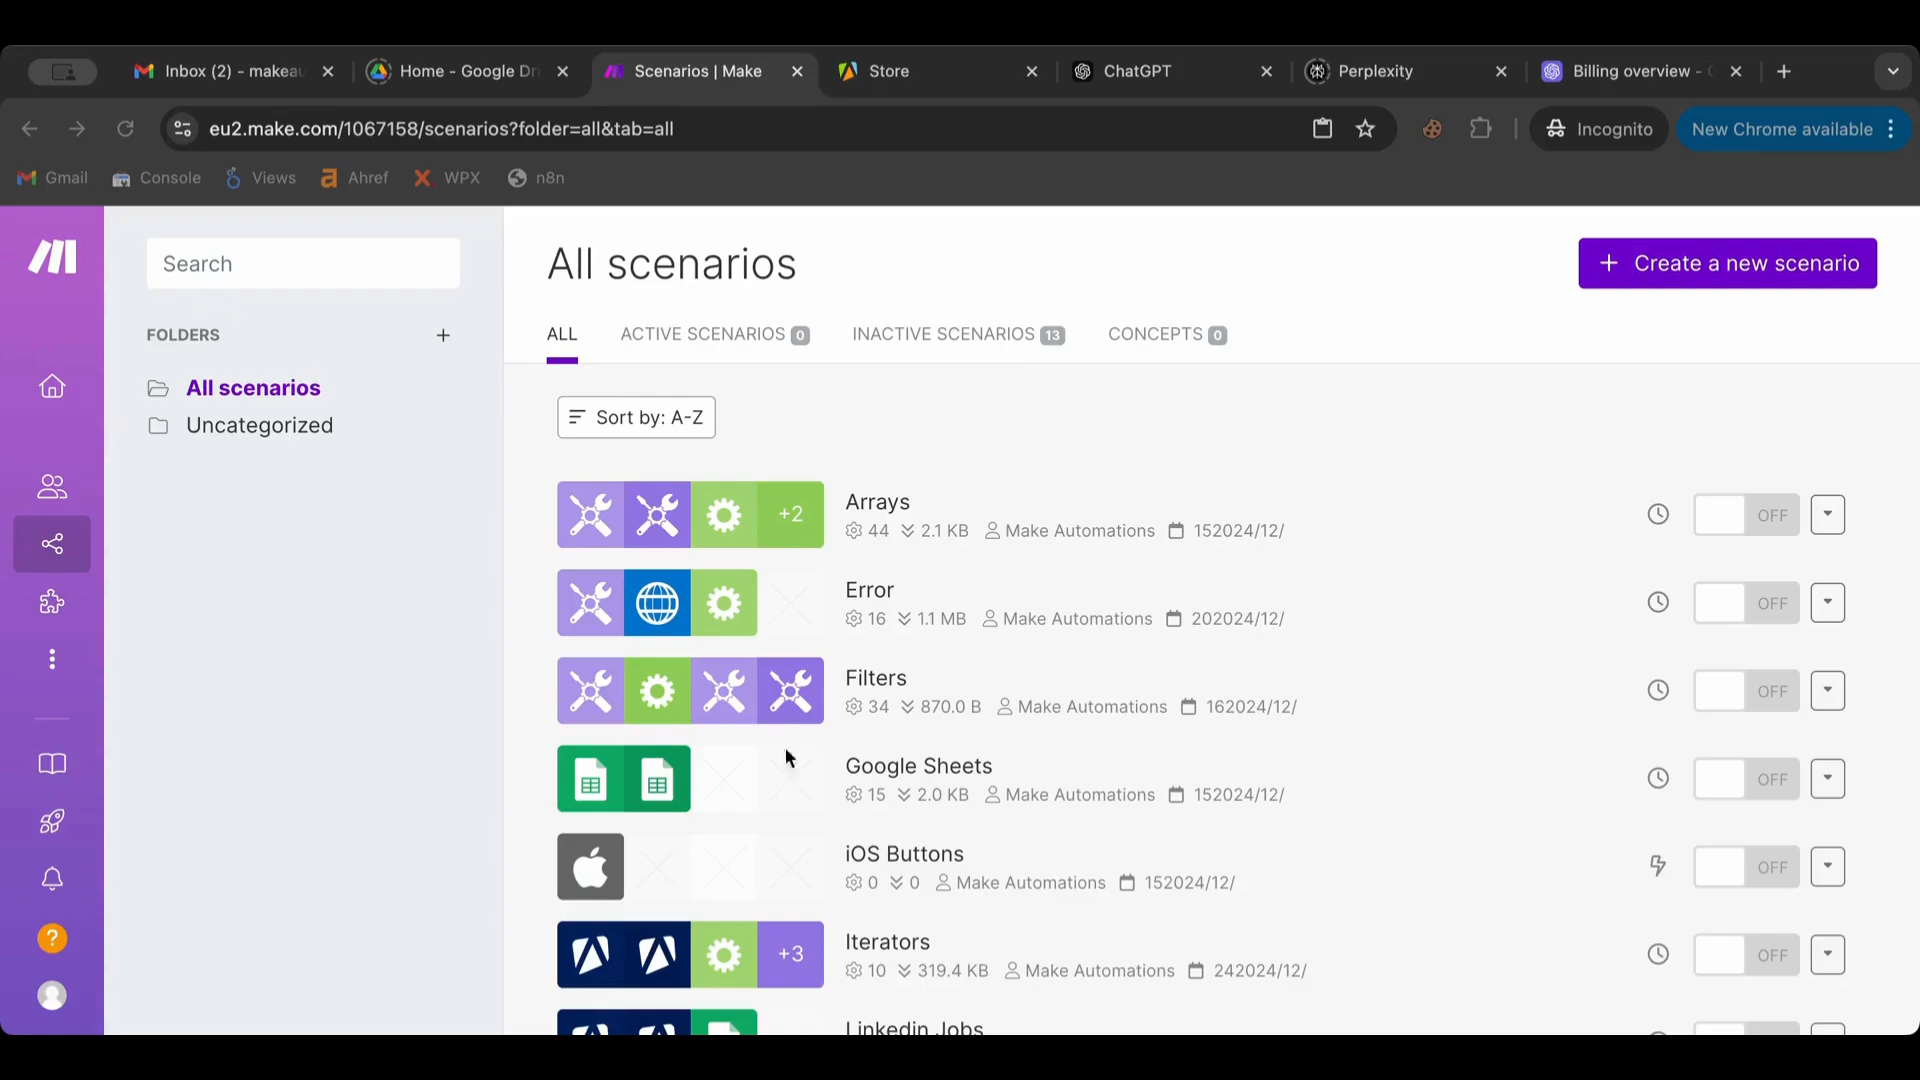 Inbox (2) - makeau
Home - Google Dri
Scenarios | Make
Store
ChatGPT
Perplexity
Billing overview -
eu2.make.com/1067158/scenarios?folder=all&tab=all
Incognito
New Chrome available
Gmail
Console
Views
Ahref
WPX
n8n
Search
FOLDERS
All scenarios
Uncategorized
All scenarios
+ Create a new scenario
ALL
ACTIVE SCENARIOS 0
INACTIVE SCENARIOS 13
CONCEPTS 0
Sort by: A-Z
+2
Arrays
44 2.1 KB Make Automations 152024/12/
OFF
Error
16 1.1 MB Make Automations 202024/12/
OFF
Filters
34 870.0 B Make Automations 162024/12/
OFF
Google Sheets
15 2.0 KB Make Automations 152024/12/
OFF
iOS Buttons
0 0 Make Automations 152024/12/
OFF
+3
Iterators
10 319.4 KB Make Automations 242024/12/
OFF
Linkedin Jobs